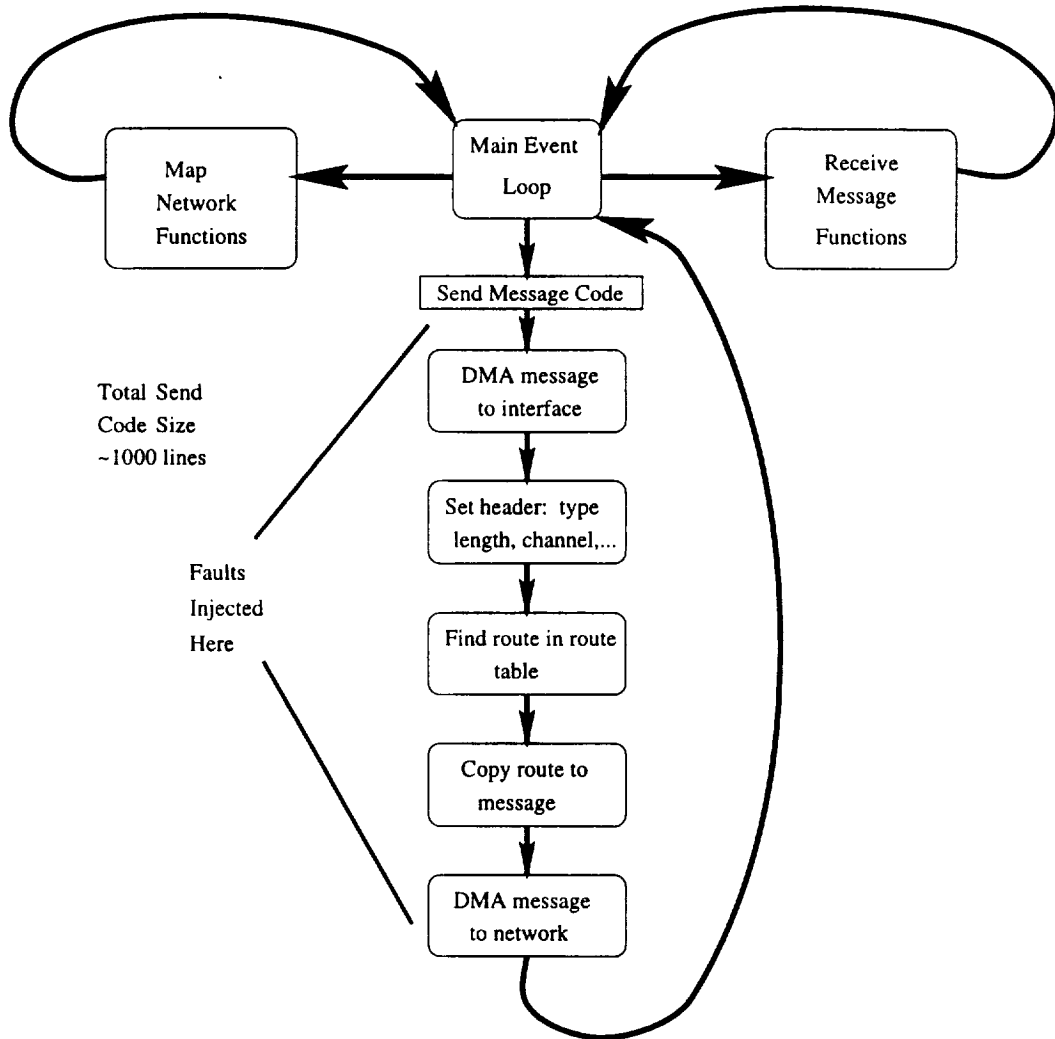 Main Event
Loop
Map
Network
Functions
Receive
Message
Functions
Send Message Code
DMA message
to interface
Total Send
Code Size
~1000 lines
Set header: type
length, channel,...
Faults
Injected
Here
Find route in route
table
Copy route to
message
DMA message
to network